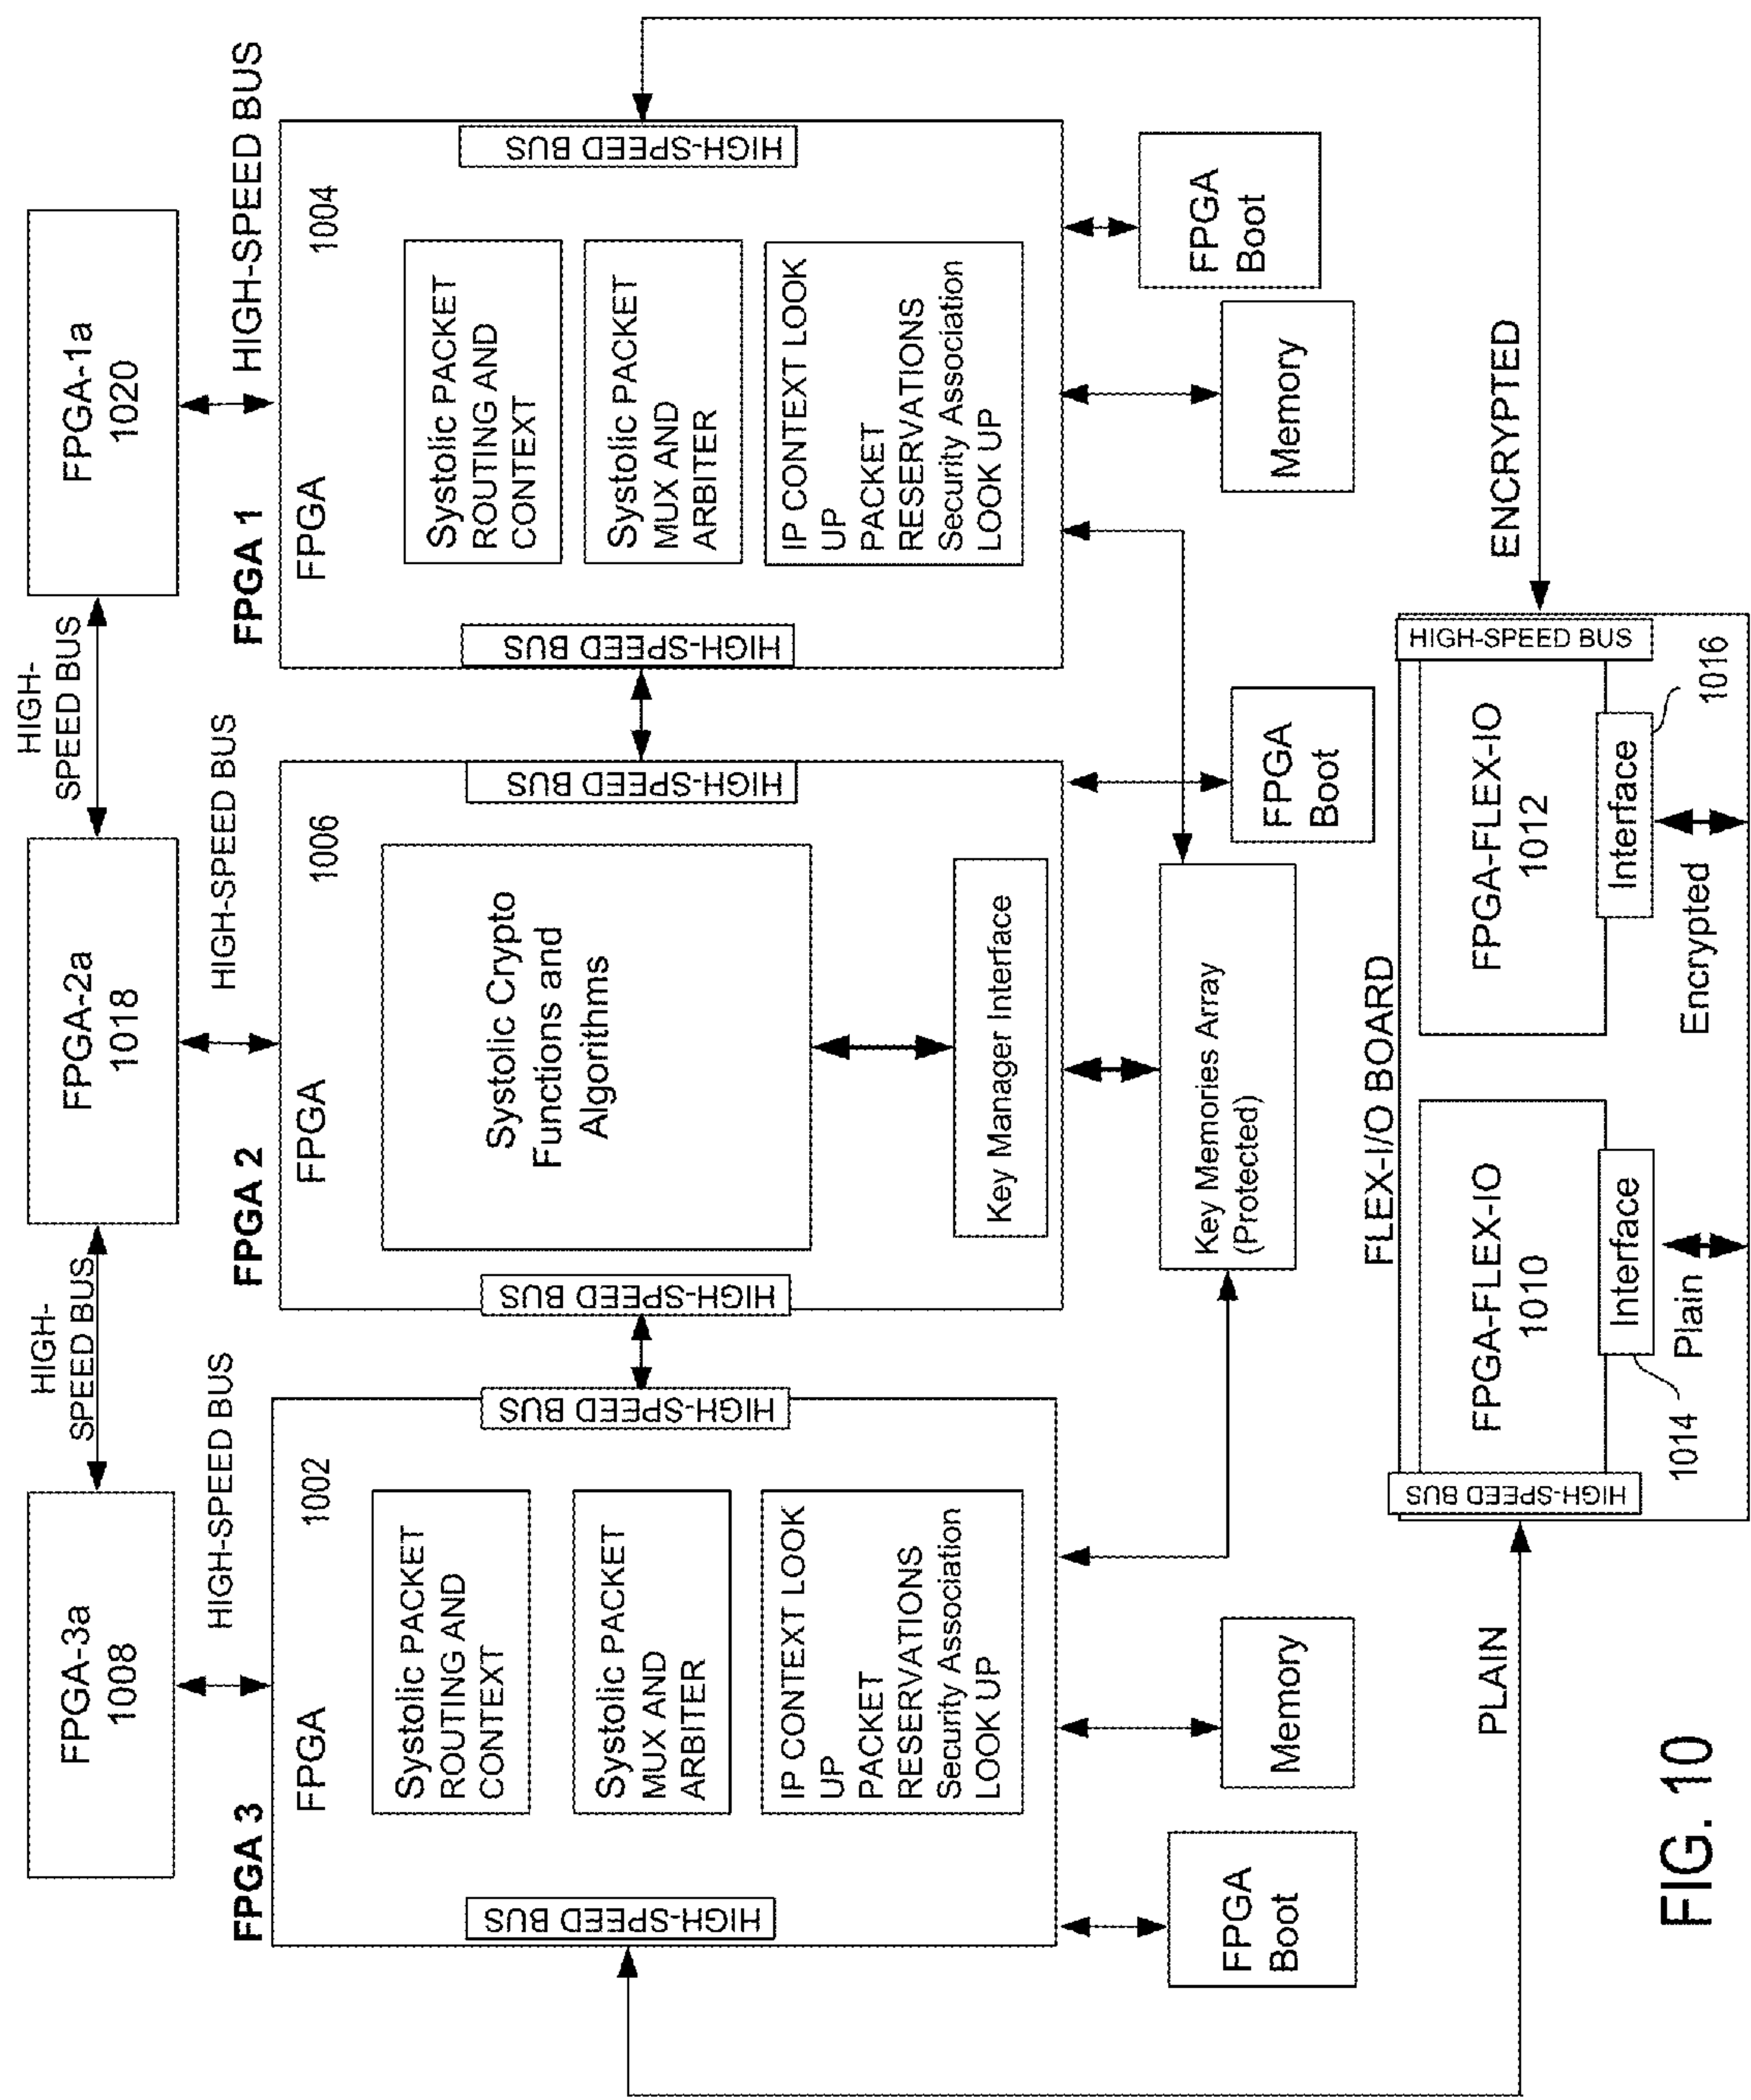 FPGA-3a
1008
HIGH-
SPEED BUS
FPGA-2a
1018
HIGH-
SPEED BUS
FPGA-1a
1020
HIGH-SPEED BUS
HIGH-SPEED BUS
HIGH-SPEED BUS
FPGA 3
FPGA
1002
Systolic PACKET
ROUTING AND
CONTEXT
Systolic PACKET
MUX AND
ARBITER
IP CONTEXT LOOK
UP
PACKET
RESERVATIONS
Security Association
LOOK UP
HIGH-SPEED BUS
HIGH-SPEED BUS
FPGA 2
FPGA
1006
Systolic Crypto
Functions and
Algorithms
Key Manager Interface
HIGH-SPEED BUS
HIGH-SPEED BUS
FPGA 1
FPGA
1004
Systolic PACKET
ROUTING AND
CONTEXT
Systolic PACKET
MUX AND
ARBITER
IP CONTEXT LOOK
UP
PACKET
RESERVATIONS
Security Association
LOOK UP
HIGH-SPEED BUS
HIGH-SPEED BUS
FPGA
Boot
Memory
Key Memories Array
(Protected)
FPGA
Boot
Memory
FPGA
Boot
PLAIN
FLEX-I/O BOARD
ENCRYPTED
HIGH-SPEED BUS
FPGA-FLEX-IO
1010
FPGA-FLEX-IO
1012
HIGH-SPEED BUS
1014
Interface
Interface
1016
Plain
Encrypted
FIG. 10